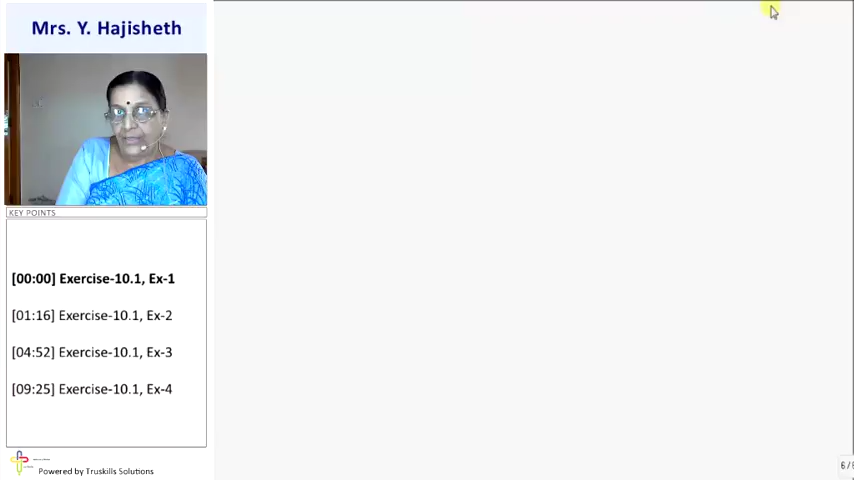 Mrs. Y. Hajisheth
KEY POINTS
[00:00] Exercise-10.1, Ex-1
[01:16] Exercise-10.1, Ex-2
[04:52] Exercise-10.1, Ex-3
[09:25] Exercise-10.1, Ex-4
Powered by Truskills Solutions